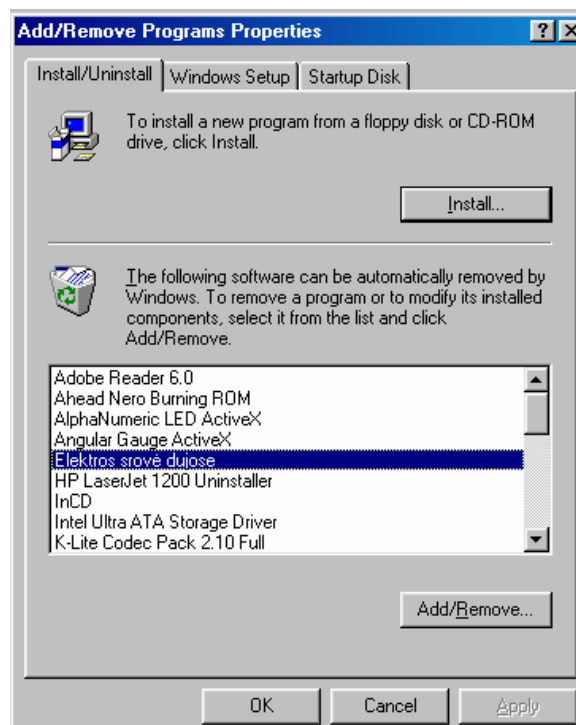 Add/Remove Programs Properties
Install/Uninstall
Windows Setup
Startup Disk
To install a new program from a floppy disk or CD-ROM
drive, click Install.
Install...
The following software can be automatically removed by
Windows. To remove a program or to modify its installed
components, select it from the list and click
Add/Remove.
Adobe Reader 6.0
Ahead Nero Burning ROM
AlphaNumeric LED ActiveX
Angular Gauge ActiveX
Elektros srovė dujose
HP LaserJet 1200 Uninstaller
InCD
Intel Ultra ATA Storage Driver
K-Lite Codec Pack 2.10 Full
Add/Remove...
OK
Cancel
Apply